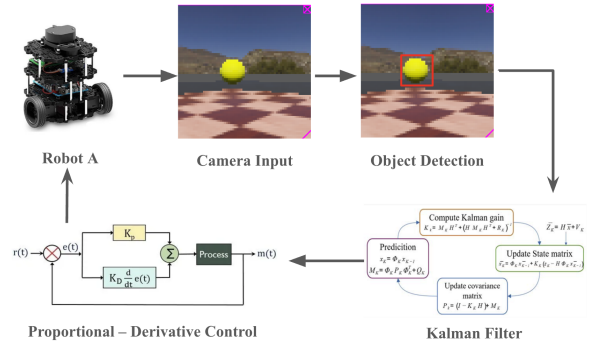 Robot A
Camera Input
Object Detection
r(t)
e(t)
K_p
K_D d/dt e(t)
Σ
Process
m(t)
Proportional – Derivative Control
Compute Kalman gain
Predicition
Update State matrix
Update covariance
matrix
Kalman Filter